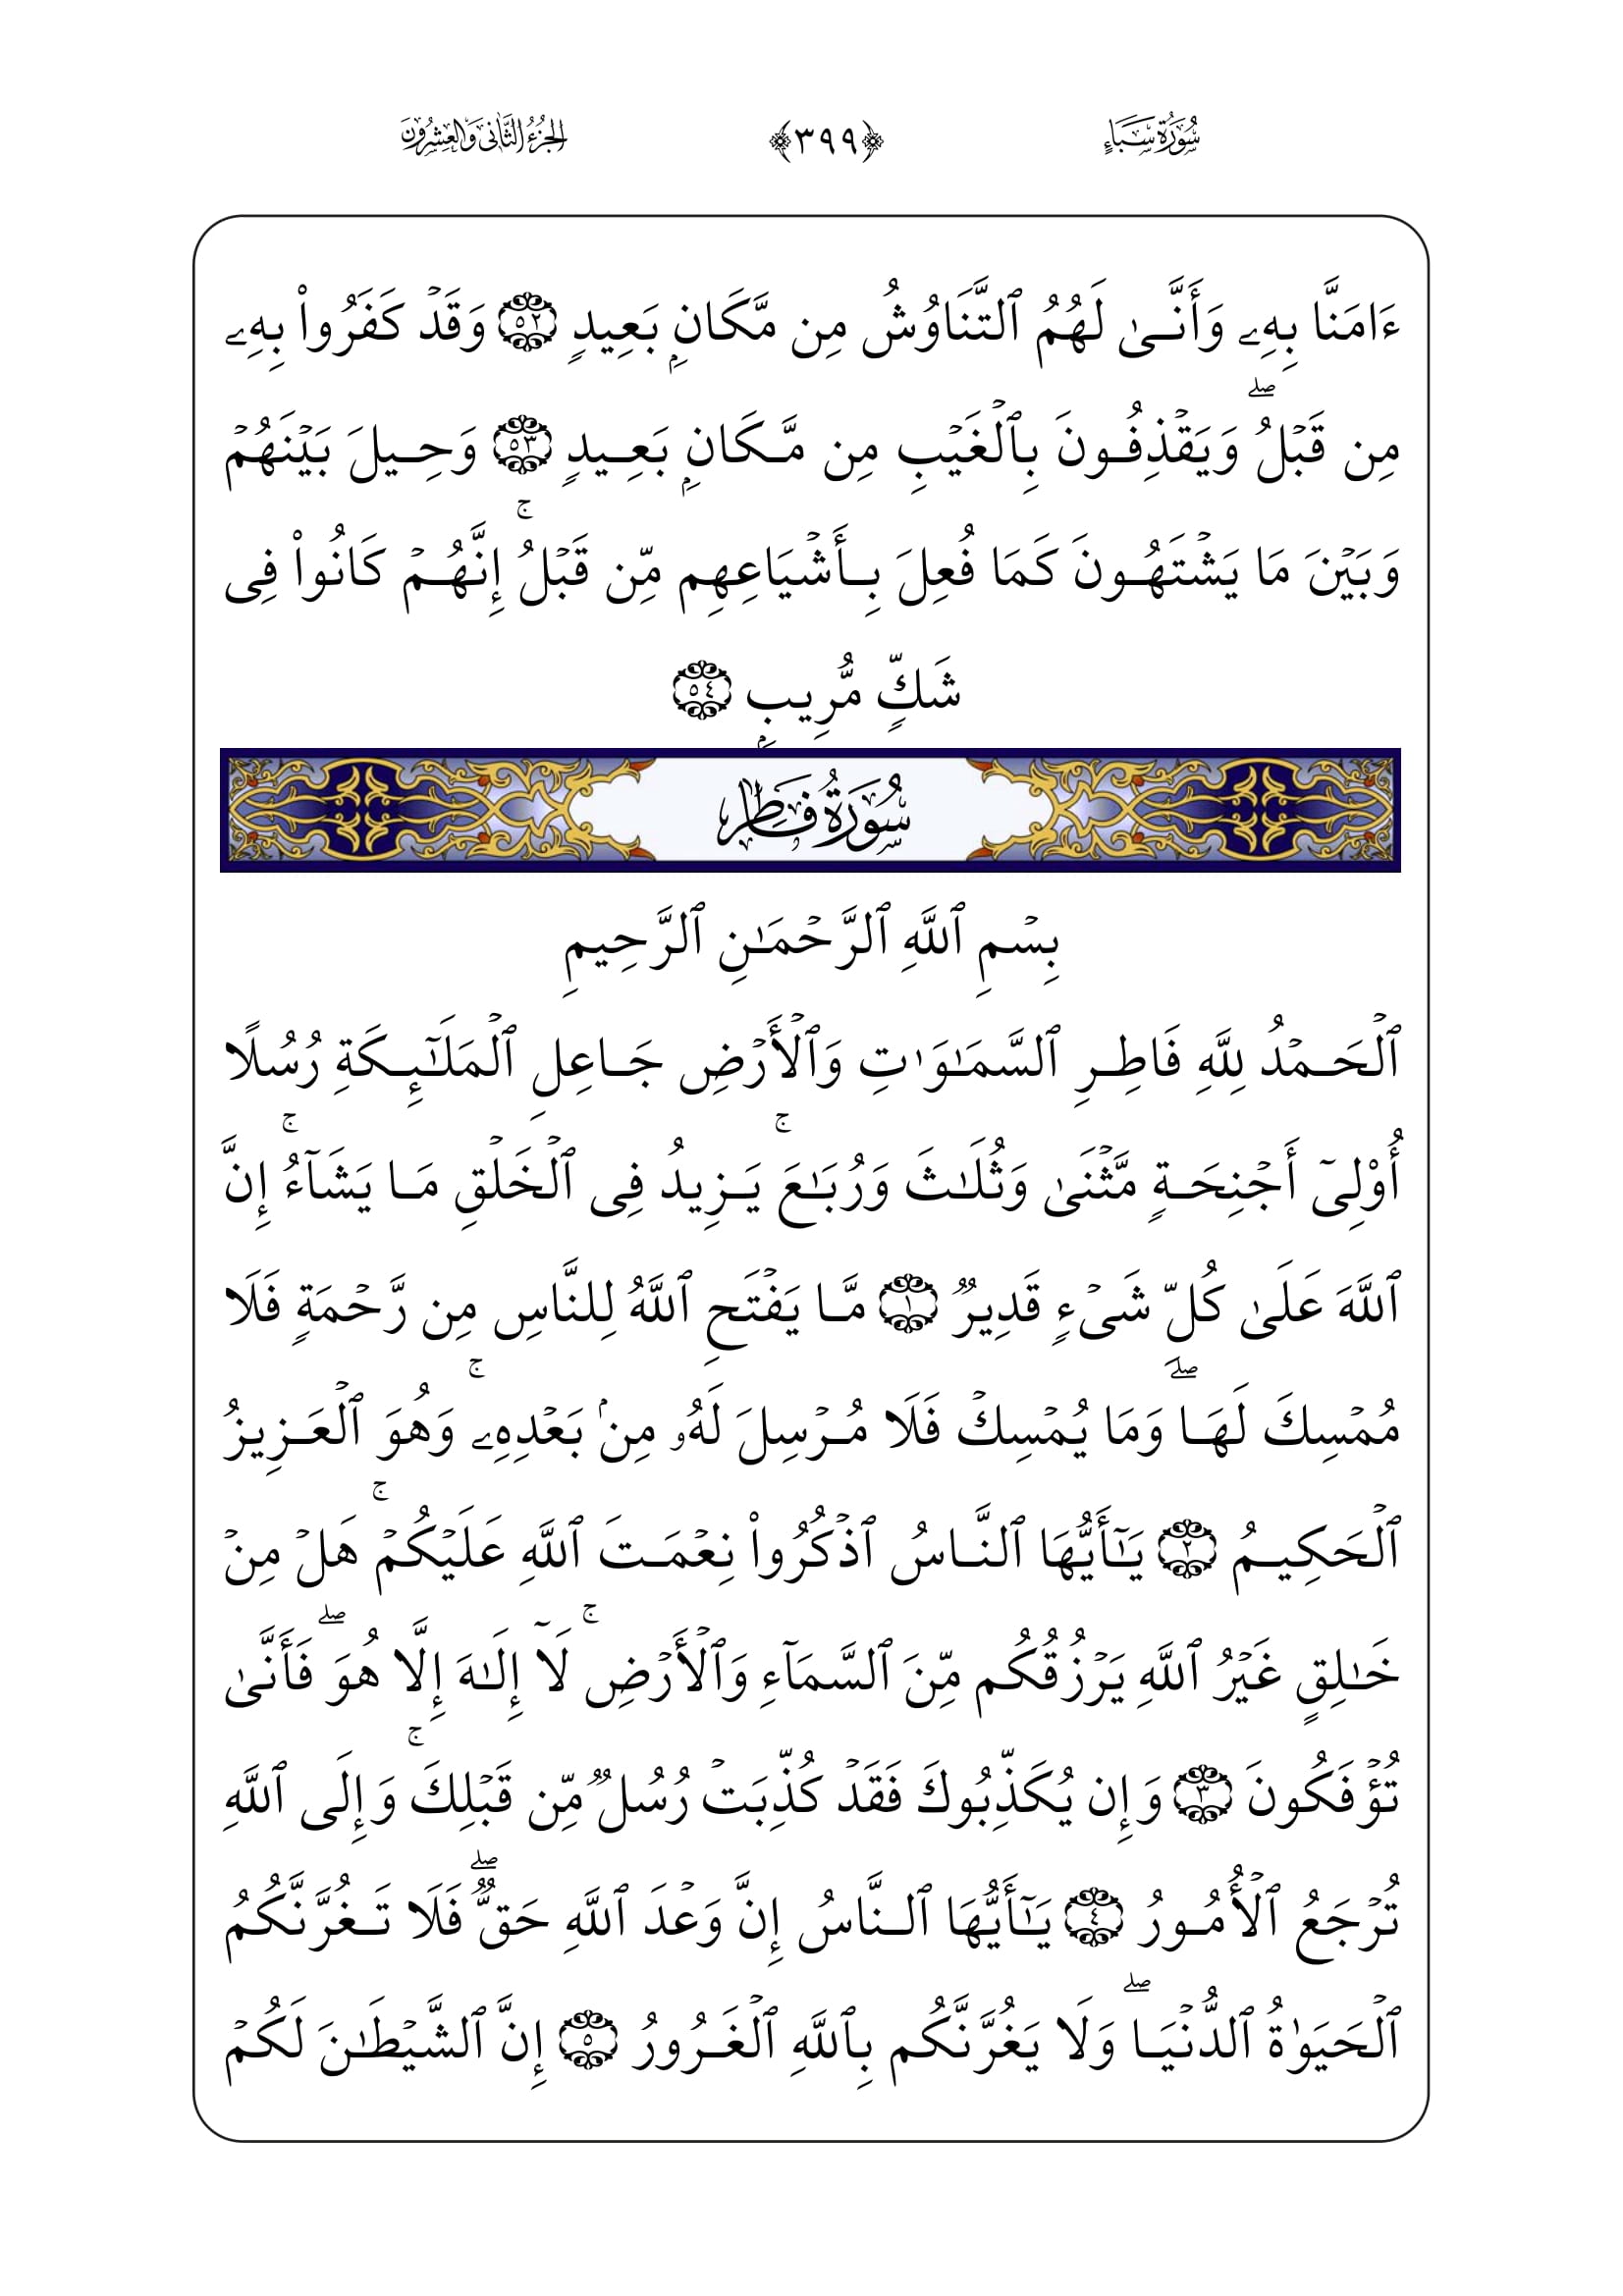 سُورَةُ سَبَإٍ ﴿٣٩٩﴾ الجُزْءُ الثَّانِى وَالعِشْرُونَ
ءَامَنَّا بِهِۦ وَأَنَّىٰ لَهُمُ ٱلتَّنَاوُشُ مِن مَّكَانِۭ بَعِيدٍ ٥٢ وَقَدۡ كَفَرُواْ بِهِۦ
مِن قَبۡلُۖ وَيَقۡذِفُونَ بِٱلۡغَيۡبِ مِن مَّكَانِۭ بَعِيدٍ ٥٣ وَحِيلَ بَيۡنَهُمۡ
وَبَيۡنَ مَا يَشۡتَهُونَ كَمَا فُعِلَ بِأَشۡيَاعِهِم مِّن قَبۡلُۚ إِنَّهُمۡ كَانُواْ فِى
شَكٍّ مُّرِيبِۭ ٥٤
سُورَةُ فَاطِرٍ
بِسۡمِ ٱللَّهِ ٱلرَّحۡمَـٰنِ ٱلرَّحِيمِ
ٱلۡحَمۡدُ لِلَّهِ فَاطِرِ ٱلسَّمَـٰوَٰتِ وَٱلۡأَرۡضِ جَاعِلِ ٱلۡمَلَـٰٓئِكَةِ رُسُلًا
أُوْلِىٓ أَجۡنِحَةٍ مَّثۡنَىٰ وَثُلَـٰثَ وَرُبَـٰعَۚ يَزِيدُ فِى ٱلۡخَلۡقِ مَا يَشَآءُۚ إِنَّ
ٱللَّهَ عَلَىٰ كُلِّ شَىۡءٍ قَدِيرٌ ١ مَّا يَفۡتَحِ ٱللَّهُ لِلنَّاسِ مِن رَّحۡمَةٍ فَلَا
مُمۡسِكَ لَهَاۖ وَمَا يُمۡسِكۡ فَلَا مُرۡسِلَ لَهُۥ مِنۢ بَعۡدِهِۦۚ وَهُوَ ٱلۡعَزِيزُ
ٱلۡحَكِيمُ ٢ يَـٰٓأَيُّهَا ٱلنَّاسُ ٱذۡكُرُواْ نِعۡمَتَ ٱللَّهِ عَلَيۡكُمۡۚ هَلۡ مِنۡ
خَـٰلِقٍ غَيۡرُ ٱللَّهِ يَرۡزُقُكُم مِّنَ ٱلسَّمَآءِ وَٱلۡأَرۡضِۚ لَآ إِلَـٰهَ إِلَّا هُوَۖ فَأَنَّىٰ
تُؤۡفَكُونَ ٣ وَإِن يُكَذِّبُوكَ فَقَدۡ كُذِّبَتۡ رُسُلٌ مِّن قَبۡلِكَۚ وَإِلَى ٱللَّهِ
تُرۡجَعُ ٱلۡأُمُورُ ٤ يَـٰٓأَيُّهَا ٱلنَّاسُ إِنَّ وَعۡدَ ٱللَّهِ حَقٌّۖ فَلَا تَغُرَّنَّكُمُ
ٱلۡحَيَوٰةُ ٱلدُّنۡيَاۖ وَلَا يَغُرَّنَّكُم بِٱللَّهِ ٱلۡغَرُورُ ٥ إِنَّ ٱلشَّيۡطَـٰنَ لَكُمۡ